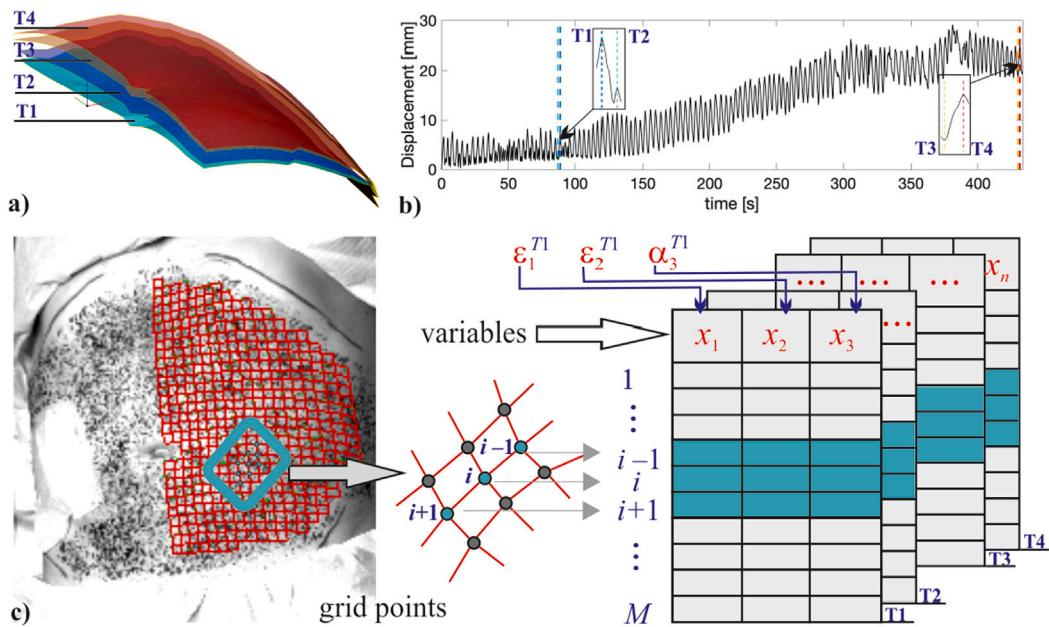 T4
T3
T2
T1
a)
Displacement [mm]
30
20
10
0
T1
T2
T3
T4
0 50 100 150 200 250 300 350 400
time [s]
b)
ε₁ᵀ¹ ε₂ᵀ¹ α₃ᵀ¹
variables
x₁ x₂ x₃
...
... ...
...
xₙ
1
⋮
i–1
i
i+1
⋮
M
i–1
i
i+1
grid points
c)
T1
T2
T3
T4